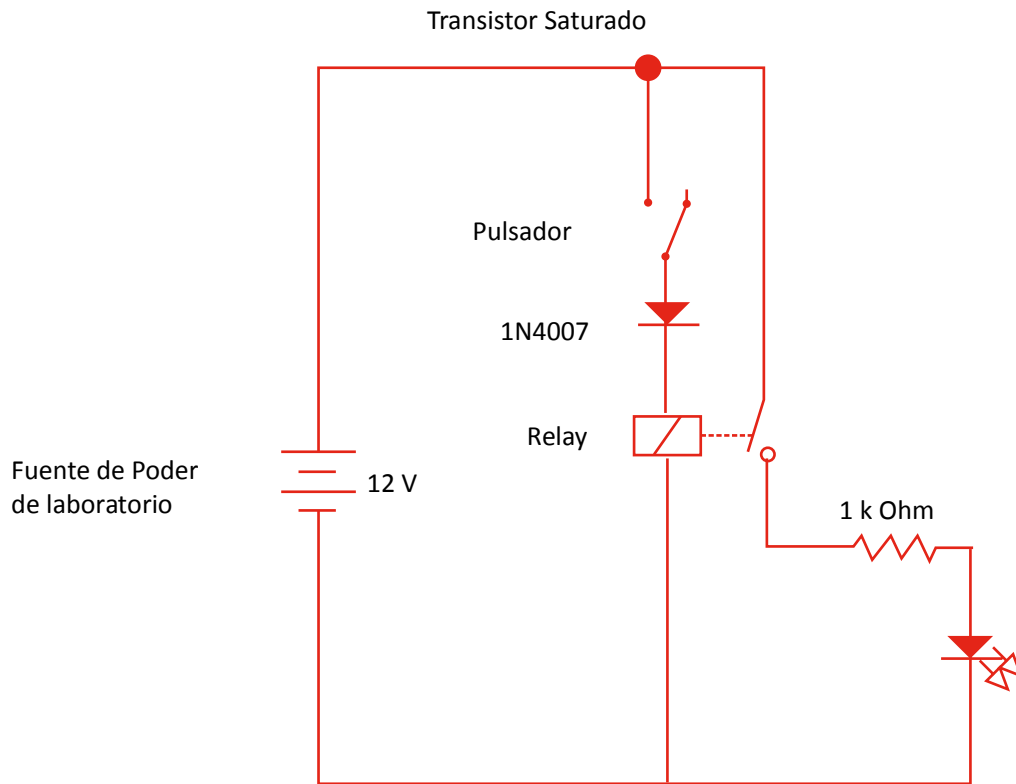 Transistor Saturado
Pulsador
1N4007
Relay
Fuente de Poder
de laboratorio
12 V
1 k Ohm